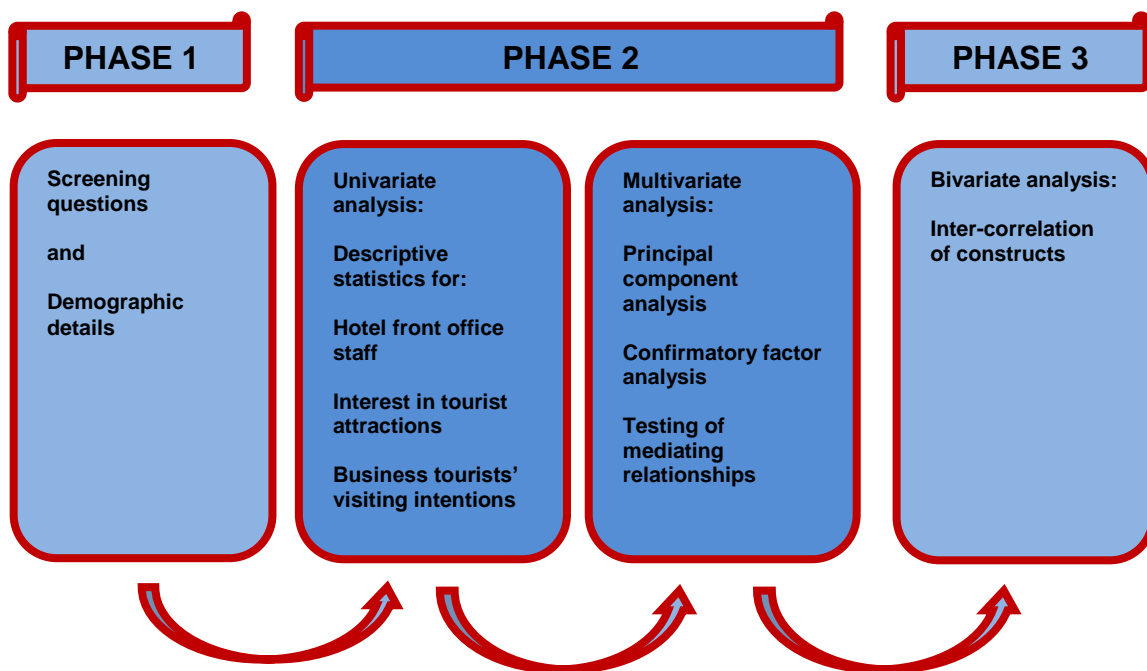 PHASE 1
PHASE 2
PHASE 3
Screening
questions
and
Demographic
details
Univariate
analysis:
Descriptive
statistics for:
Hotel front office
staff
Interest in tourist
attractions
Business tourists’
visiting intentions
Multivariate
analysis:
Principal
component
analysis
Confirmatory factor
analysis
Testing of
mediating
relationships
Bivariate analysis:
Inter-correlation
of constructs